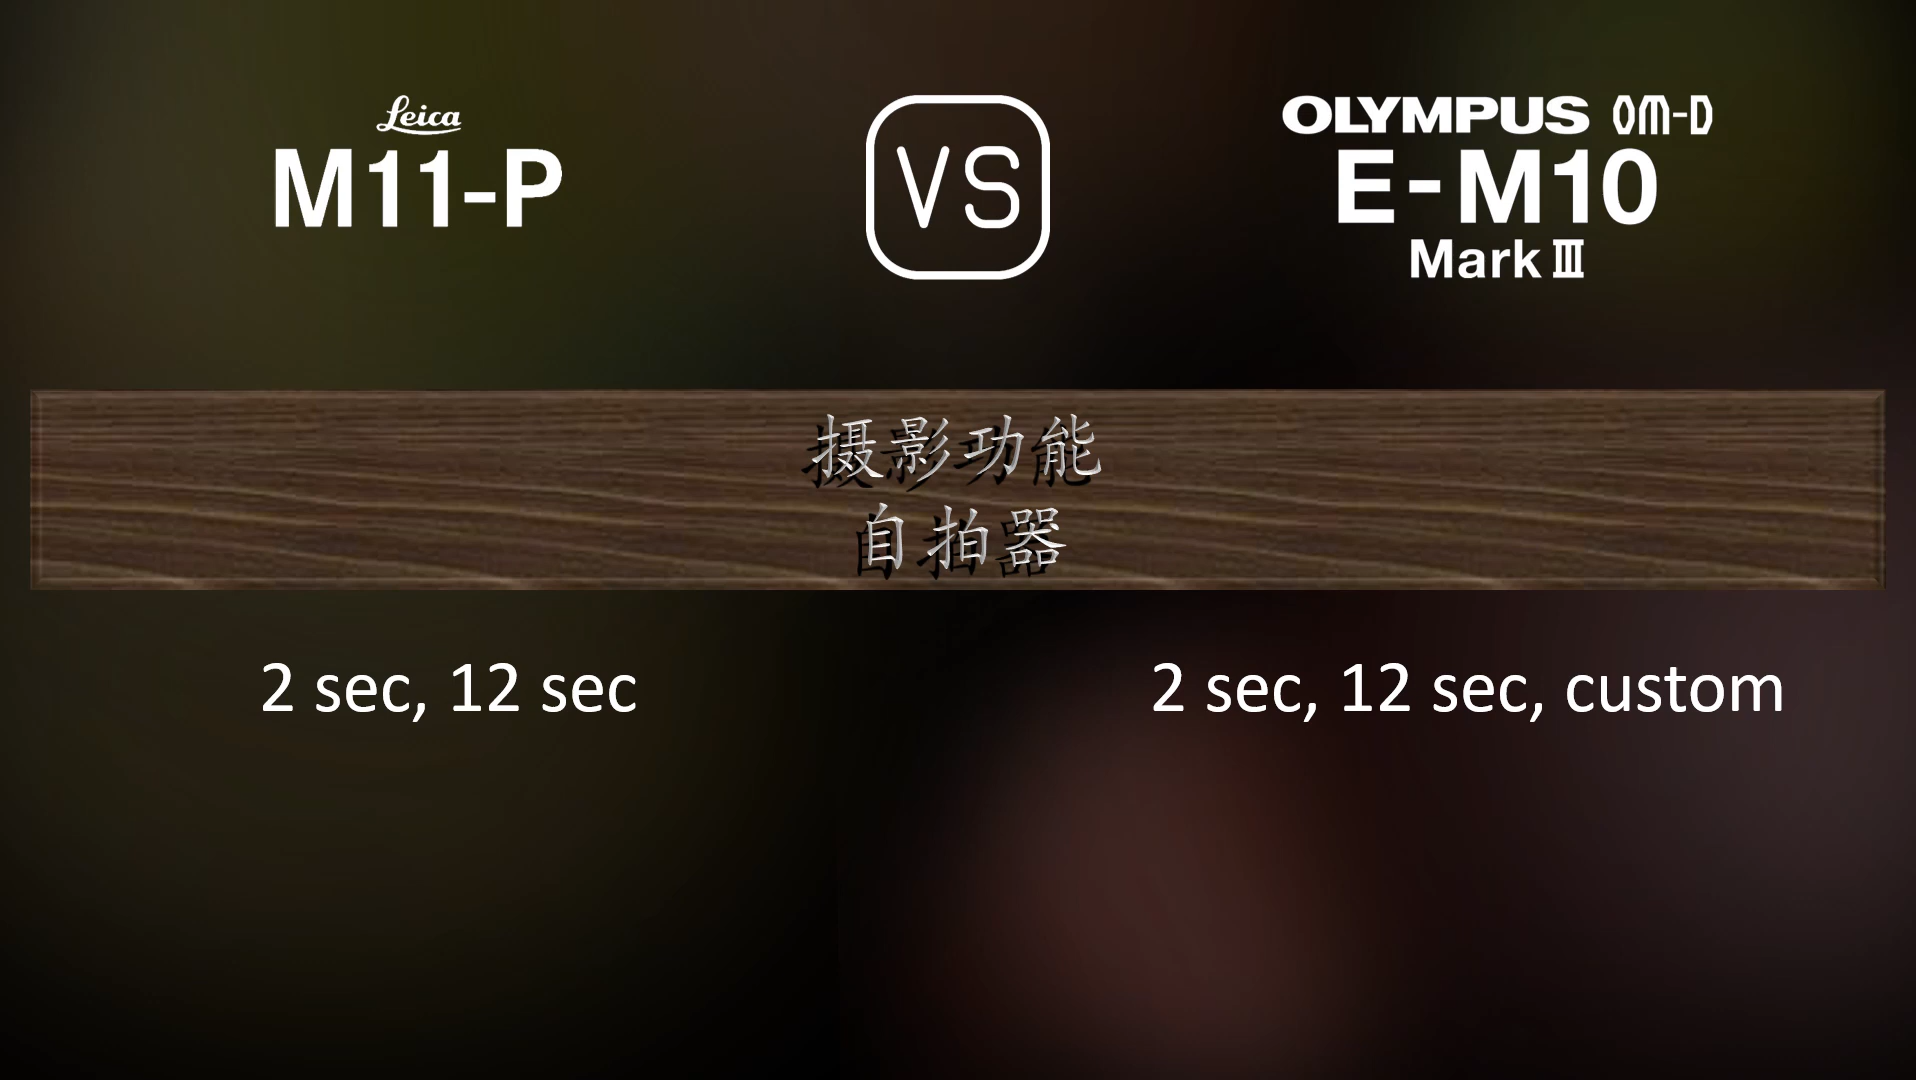 Leica
M11-P
VS
OLYMPUS OM-D
E-M10
Mark III
摄影功能
自拍器
2 sec, 12 sec
2 sec, 12 sec, custom